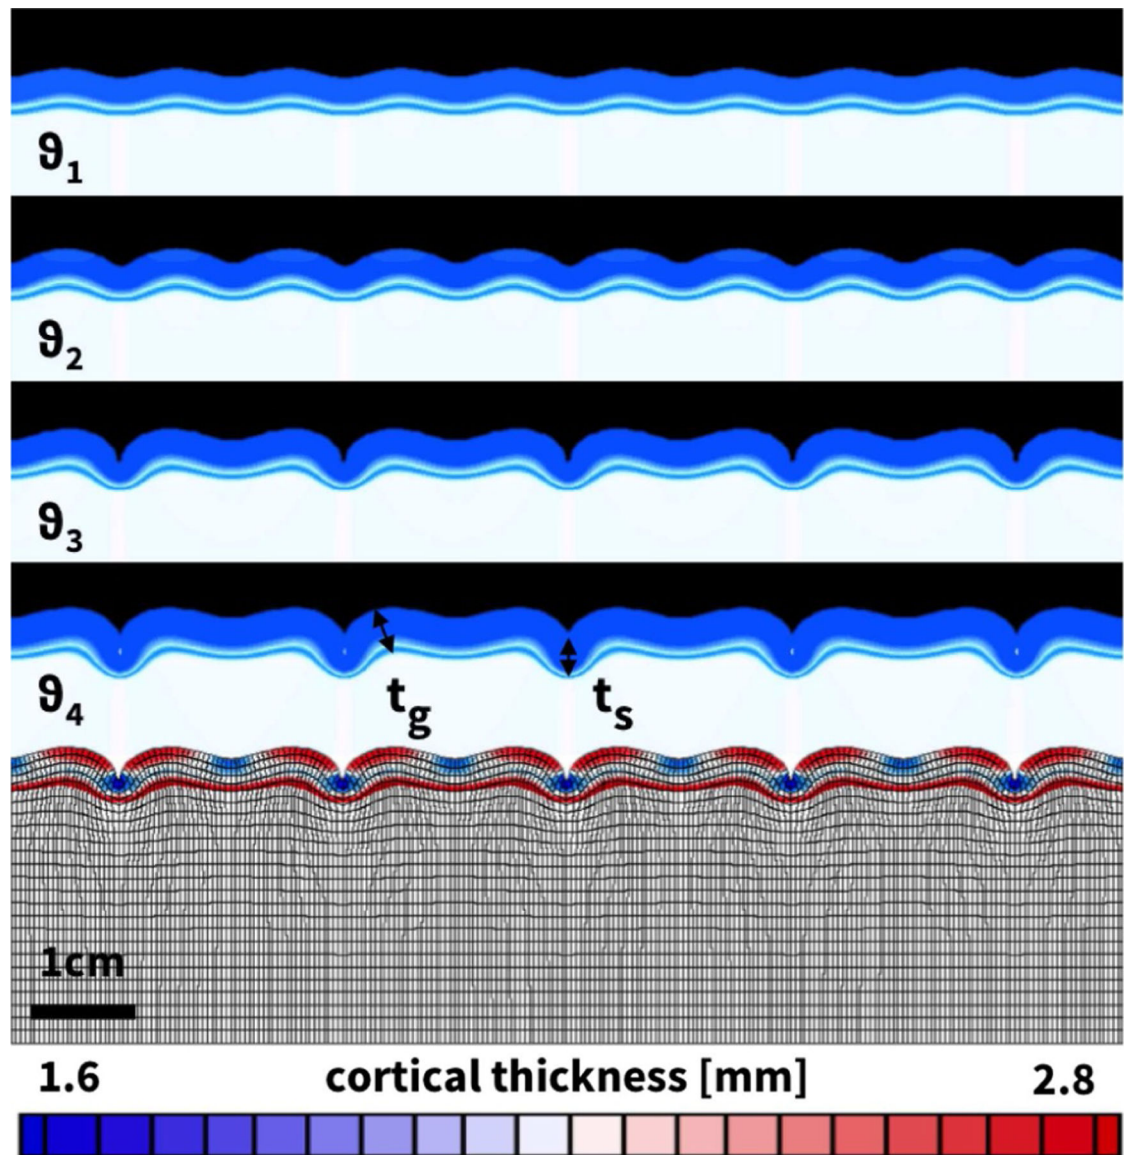 ϑ1
ϑ2
ϑ3
ϑ4
tg ts
1cm
1.6 cortical thickness [mm] 2.8